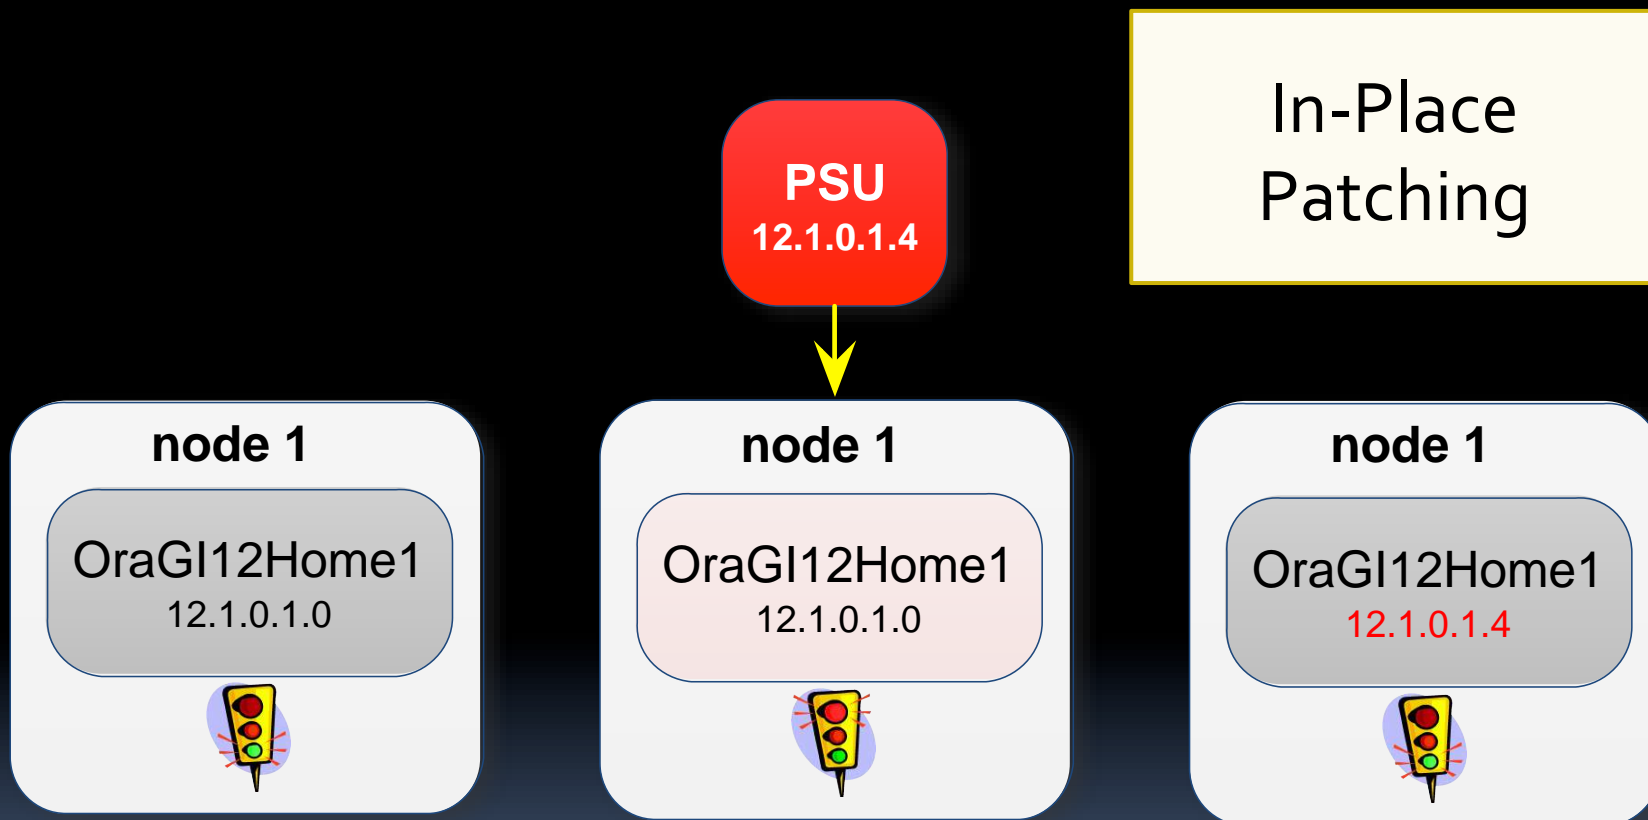 In-Place
Patching
PSU
12.1.0.1.4
node 1
OraGI12Home1
12.1.0.1.0
node 1
OraGI12Home1
12.1.0.1.0
node 1
OraGI12Home1
12.1.0.1.4